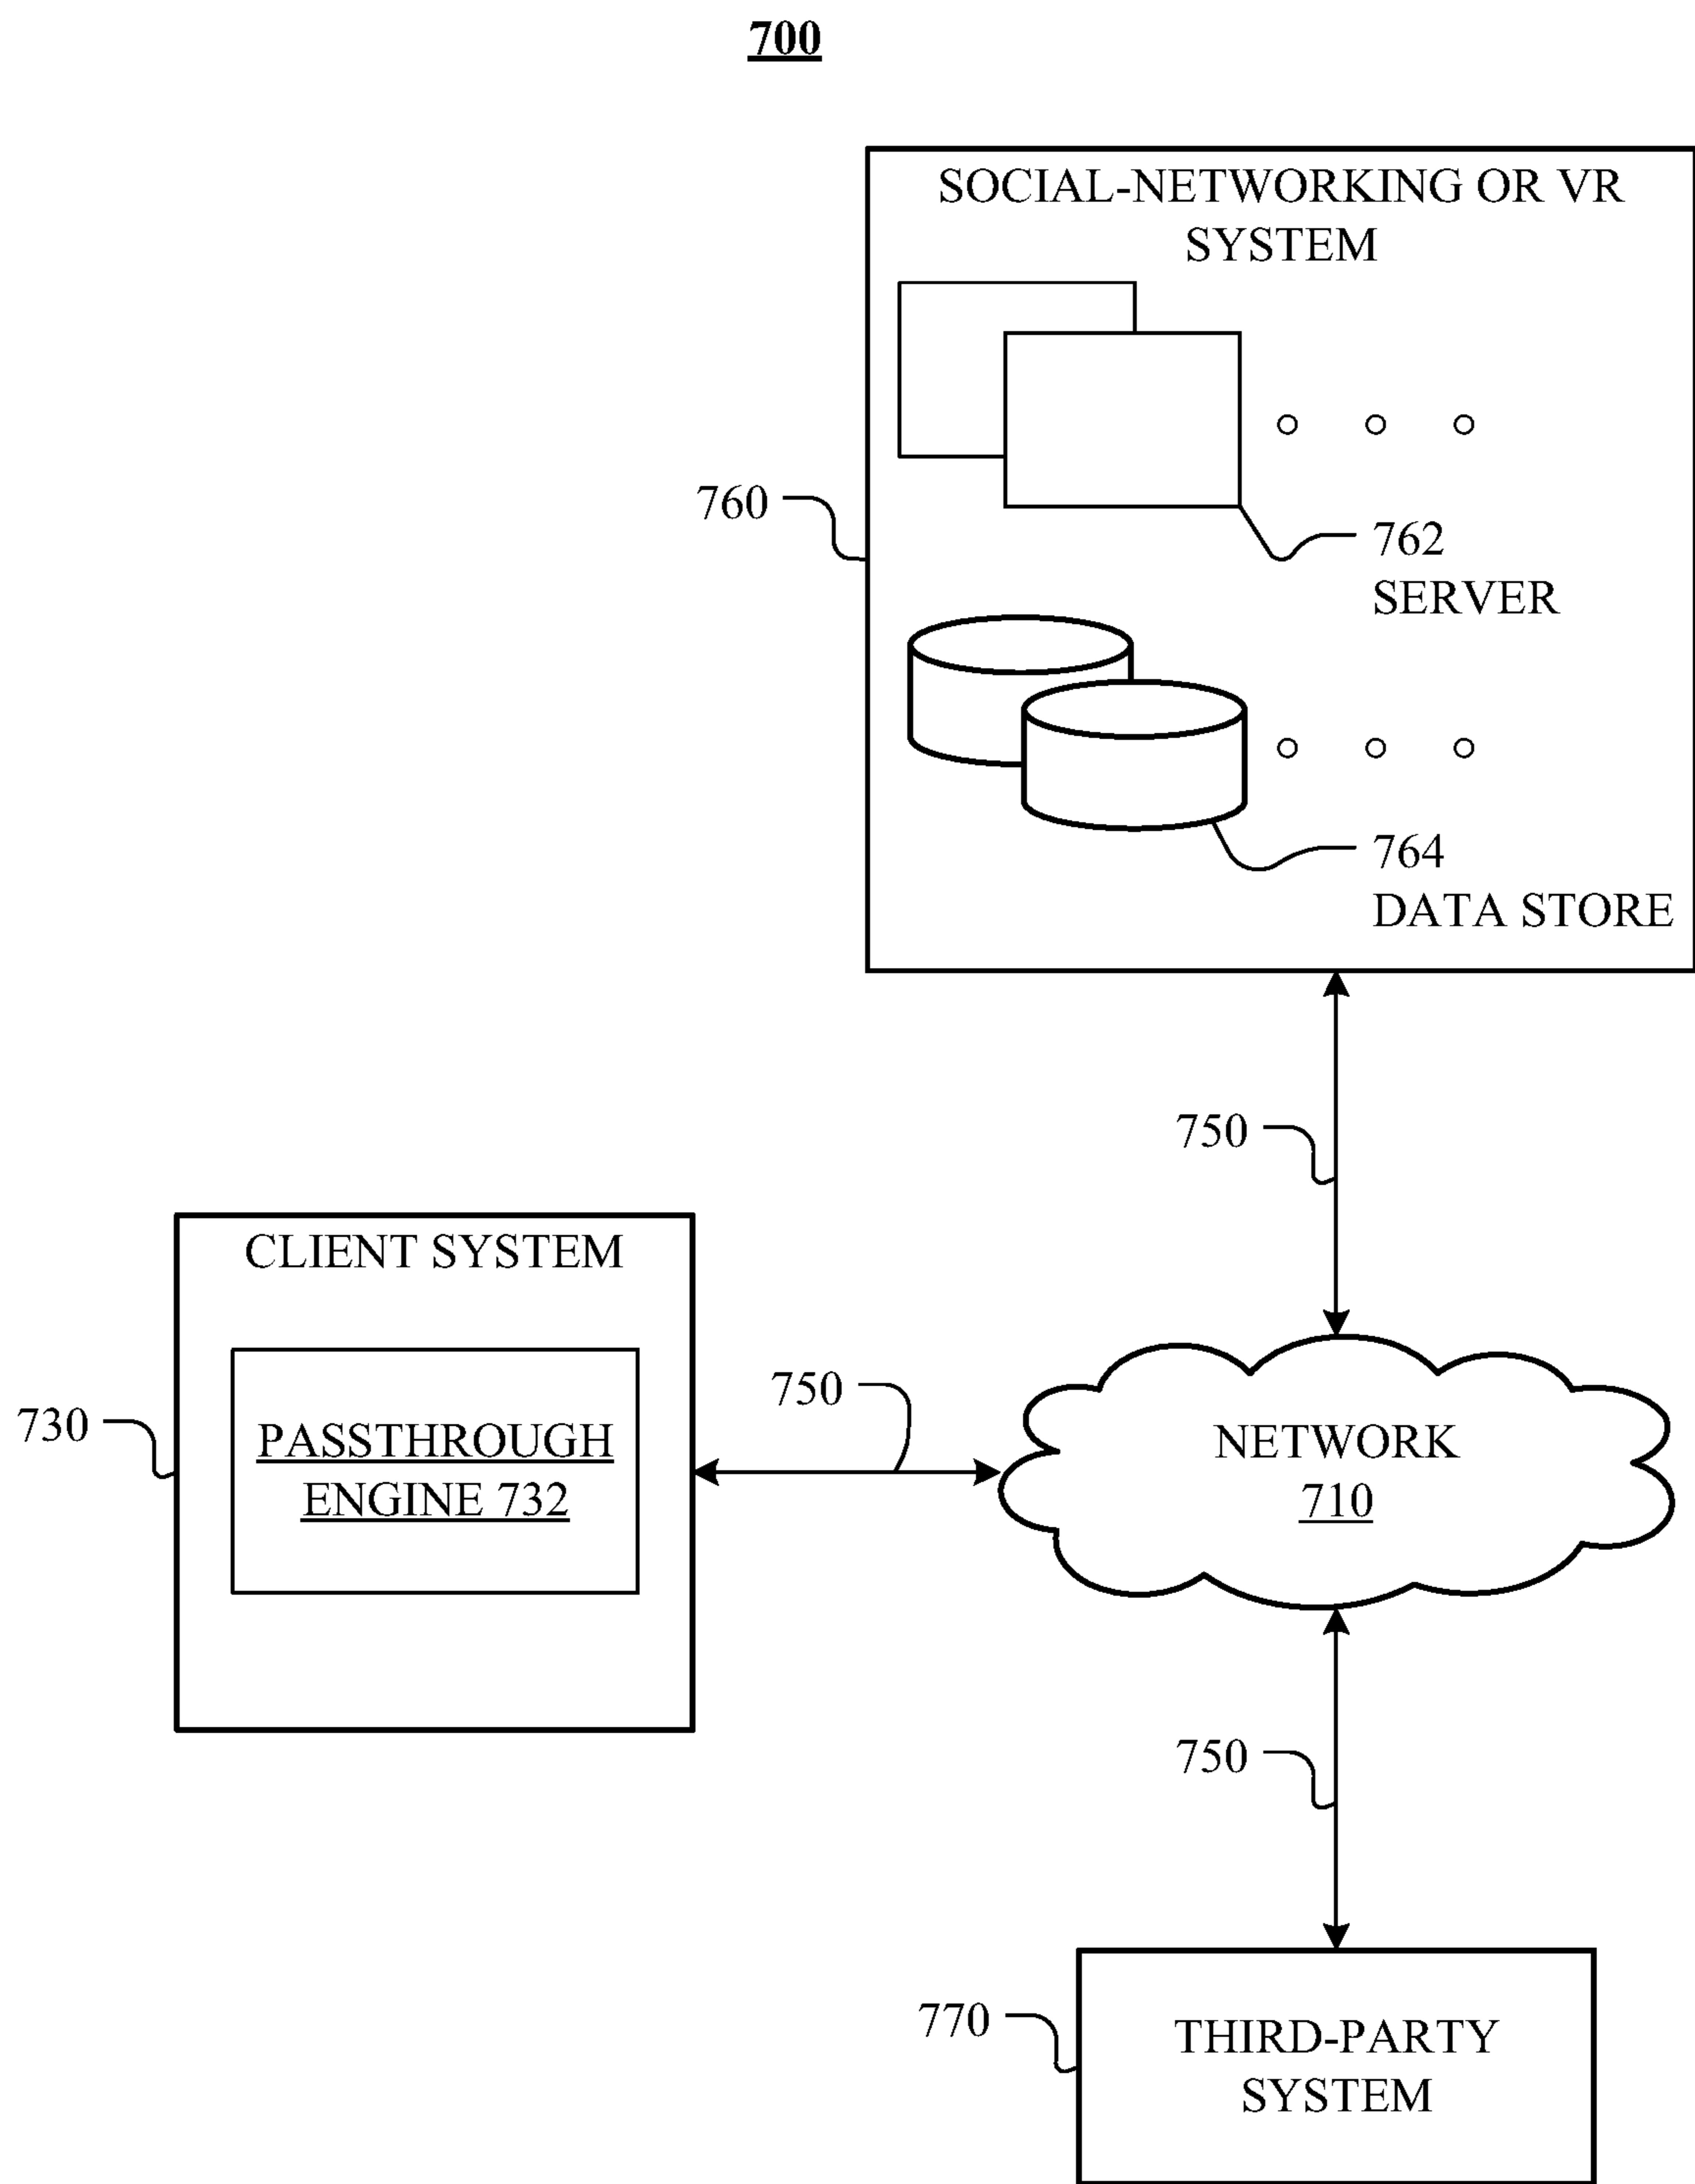 700
SOCIAL-NETWORKING OR VR
SYSTEM
760
762
SERVER
764
DATA STORE
750
CLIENT SYSTEM
730
PASSTHROUGH
ENGINE 732
750
NETWORK
710
750
770
THIRD-PARTY
SYSTEM